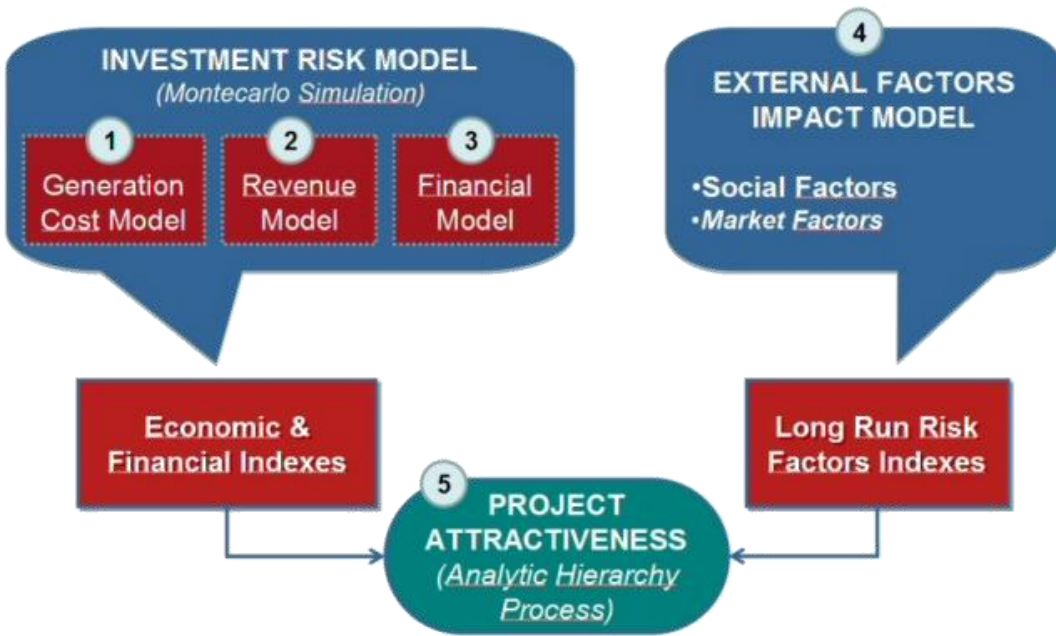 INVESTMENT RISK MODEL
(Montecarlo Simulation)
1
Generation
Cost Model
2
Revenue
Model
3
Financial
Model
4
EXTERNAL FACTORS
IMPACT MODEL
•Social Factors
•Market Factors
Economic &
Financial Indexes
Long Run Risk
Factors Indexes
5
PROJECT
ATTRACTIVENESS
(Analytic Hierarchy
Process)